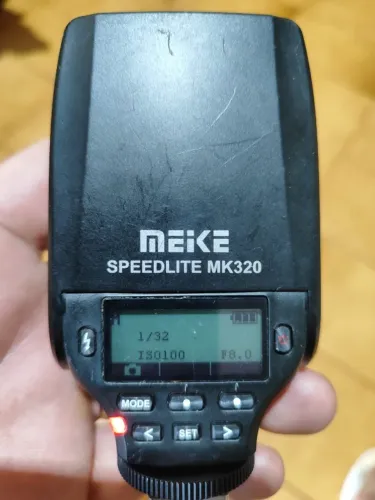 MEIKE
SPEEDLITE MK320
M
1/32
ISO100 F8.0
MODE
< SET >